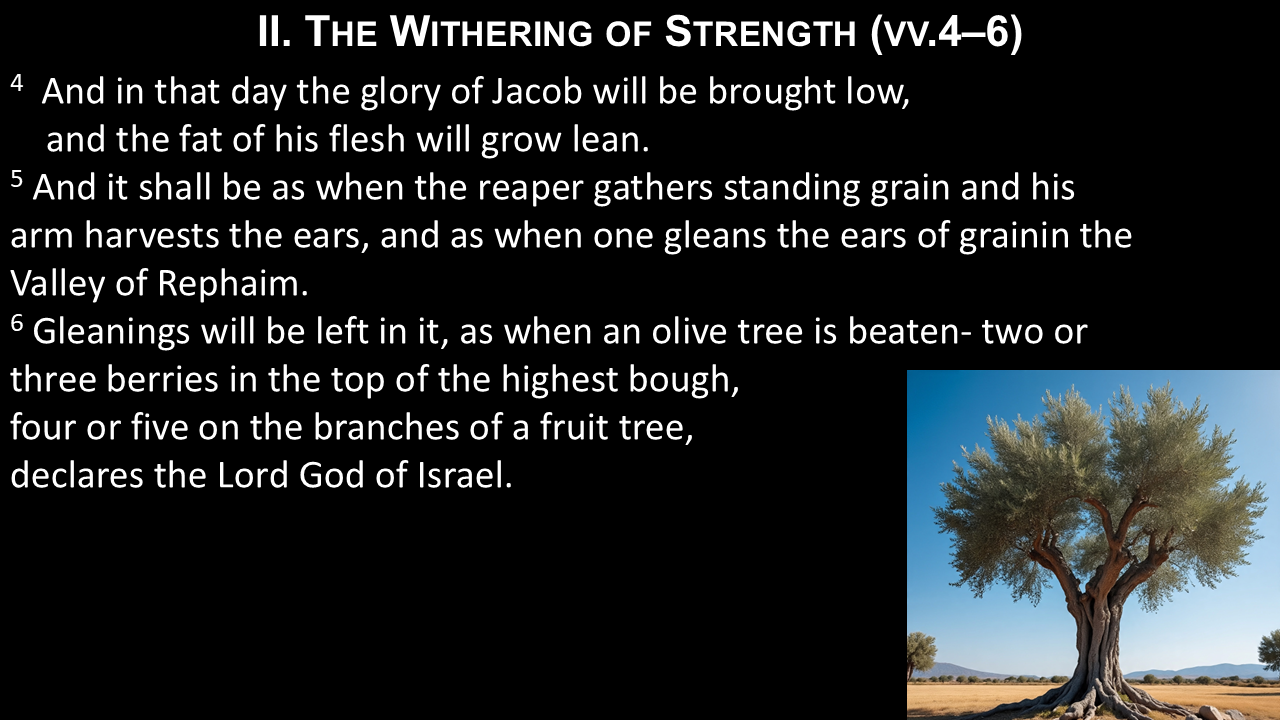 II. THE WITHERING OF STRENGTH (VV.4–6)
4 And in that day the glory of Jacob will be brought low,
and the fat of his flesh will grow lean.
5 And it shall be as when the reaper gathers standing grain and his
arm harvests the ears, and as when one gleans the ears of grainin the
Valley of Rephaim.
6 Gleanings will be left in it, as when an olive tree is beaten- two or
three berries in the top of the highest bough,
four or five on the branches of a fruit tree,
declares the Lord God of Israel.